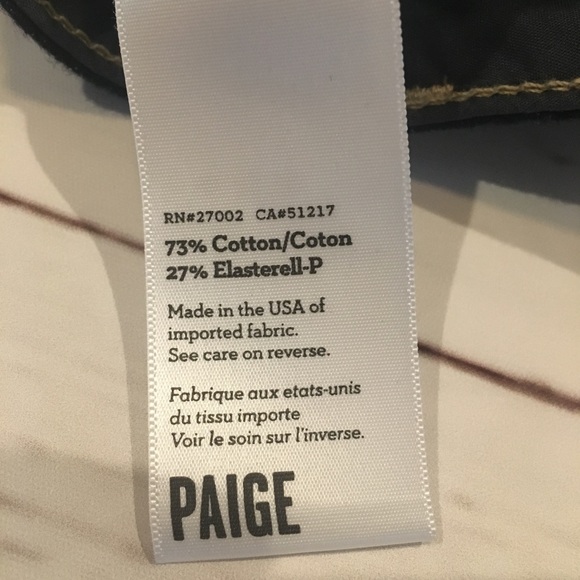 RN#27002 CA#51217
73% Cotton/Coton
27% Elasterell-P
Made in the USA of
imported fabric.
See care on reverse.
Fabrique aux etats-unis
du tissu importe
Voir le soin sur l'inverse.
PAIGE